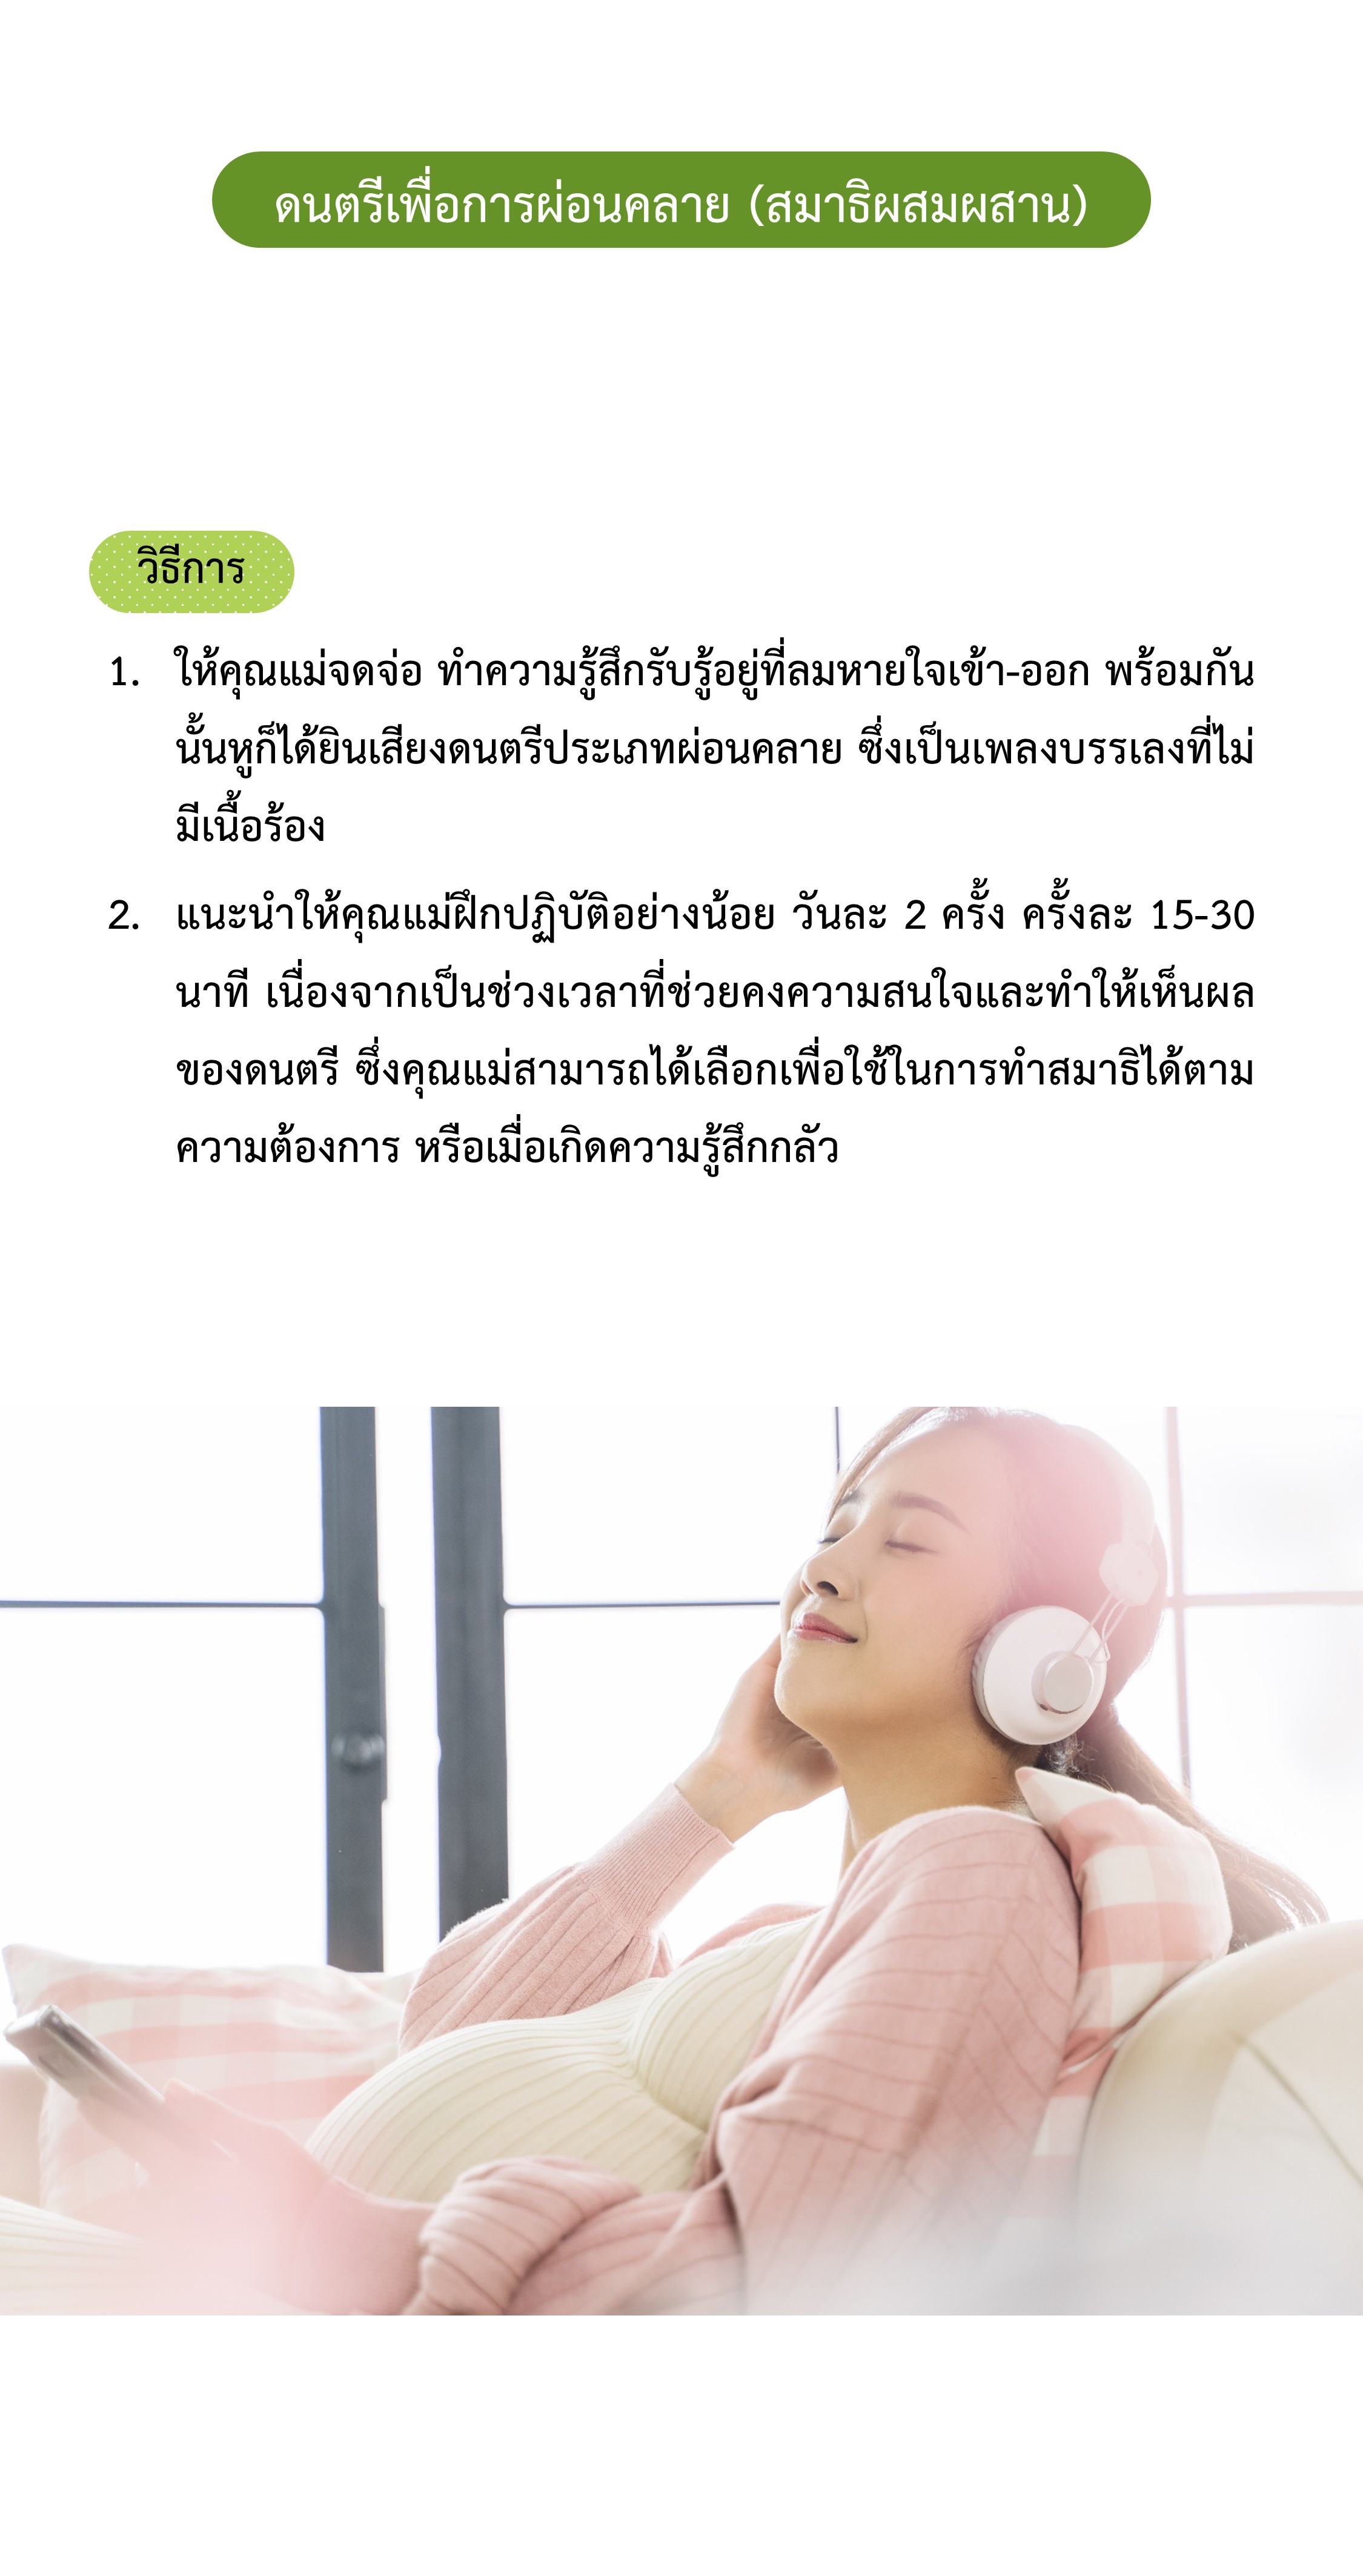 ดนตรีเพื่อการผ่อนคลาย (สมาธิผสมผสาน)
วิธีการ
1. ให้คุณแม่จดจ่อ ทำความรู้สึกรับรู้อยู่ที่ลมหายใจเข้า-ออก พร้อมกัน
นั้นหูก็ได้ยินเสียงดนตรีประเภทผ่อนคลาย ซึ่งเป็นเพลงบรรเลงที่ไม่
มีเนื้อร้อง
2. แนะนำให้คุณแม่ฝึกปฏิบัติอย่างน้อย วันละ 2 ครั้ง ครั้งละ 15-30
นาที เนื่องจากเป็นช่วงเวลาที่ช่วยคงความสนใจและทำให้เห็นผล
ของดนตรี ซึ่งคุณแม่สามารถได้เลือกเพื่อใช้ในการทำสมาธิได้ตาม
ความต้องการ หรือเมื่อเกิดความรู้สึกกลัว